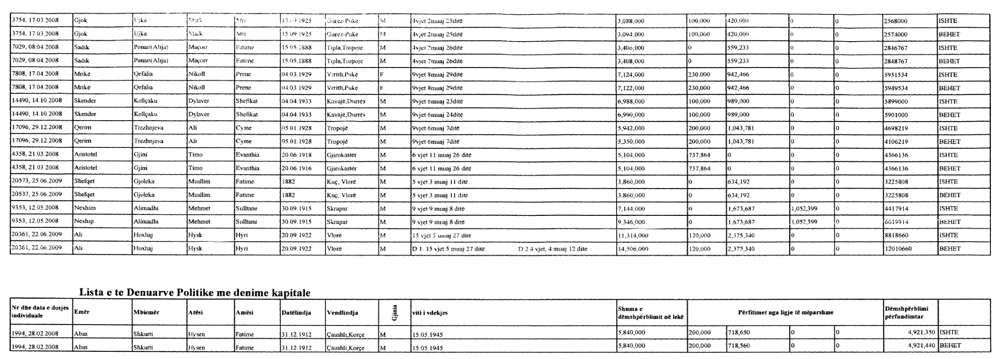 3754, 17.03.2008 Gjok Ujka Mark Mri 1925 Gurez-Puke M 4vjet 2muaj 25ditë 3,088,000 100,000 420,000 0 0 2568000 ISHTE
3754, 17.03.2008 Gjok Ujka Mark Mri 15.09.1925 Gurez-Puke M 4vjet 2muaj 25ditë 3,094,000 100,000 420,000 0 0 2574000 BEHET
7029, 08.04.2008 Sadik Ponari(Alija) Maçorr Fatime 15.05.1888 Tipla,Tropojë M 4vjet 7muaj 26ditë 3,406,000 0 559,233 0 0 2846767 ISHTE
7029, 08.04.2008 Sadik Ponari(Alija) Maçorr Fatime 15.05.1888 Tipla,Tropojë M 4vjet 7muaj 26ditë 3,408,000 0 559,233 0 0 2848767 BEHET
7808, 17.04.2008 Mrikë Qefalia Nikoll Prene 04.03.1929 Vrrith,Pukë F 9vjet 8muaj 29ditë 7,124,000 230,000 942,466 0 0 5951534 ISHTE
7808, 17.04.2008 Mrikë Qefalia Nikoll Prene 04.03.1929 Vrrith,Pukë F 9vjet 8muaj 29ditë 7,122,000 230,000 942,466 0 0 5949534 BEHET
14490, 14.10.2008 Skender Kollçaku Dylaver Shefikat 04.04.1933 Kavajë,Durrës M 9vjet 6muaj 23ditë 6,988,000 100,000 989,000 0 0 5899000 ISHTE
14490, 14.10.2008 Skender Kollçaku Dylaver Shefikat 04.04.1933 Kavajë,Durrës M 9vjet 6muaj 24ditë 6,990,000 100,000 989,000 0 0 5901000 BEHET
17096, 29.12.2008 Qerim Trezhnjeva Ali Cyme 05.01.1928 Tropojë M 9vjet 6muaj 7ditë 5,942,000 200,000 1,043,781 0 0 4698219 ISHTE
17096, 29.12.2008 Qerim Trezhnjeva Ali Cyme 05.01.1928 Tropojë M 9vjet 6muaj 7ditë 5,350,000 200,000 1,043,781 0 0 4106219 BEHET
4358, 21.03.2008 Aristotel Gjini Timo Evanthia 20.06.1918 Gjirokastër M 6 vjet 11 muaj 26 ditë 5,104,000 737,864 0 0 0 4366136 ISHTE
4358, 21.03.2008 Aristotel Gjini Timo Evanthia 20.06.1916 Gjirokastër M 6 vjet 11 muaj 26 ditë 5,104,000 737,864 0 0 0 4366136 BEHET
20573, 25.06.2009 Shefqet Gjoleka Musllim Fatime 1882 Kuç, Vlorë M 5 vjet 3 muaj 11 ditë 3,860,000 0 634,192 0 0 3225808 ISHTE
20537, 25.06.2009 Shefqet Gjoleka Musllim Fatime 1882 Kuç, Vlorë M 5 vjet 3 muaj 11 ditë 3,860,000 0 634,192 0 0 3225808 BEHET
9353, 12.05.2008 Nexhim Alimadhi Mehmet Sulltane 30.09.1915 Skrapar M 9 vjet 9 muaj 8 ditë 7,144,000 0 1,673,687 1,052,399 0 4417914 ISHTE
9353, 12.05.2008 Nexhip Alimadhi Mehmet Sulltane 30.09.1915 Skrapar M 9 vjet 9 muaj 8 ditë 9,346,000 0 1,673,687 1,052,399 0 6619914 BEHET
20361, 22.06.2009 Ali Hoxhaj Hysk Hyri 20.09.1922 Vlorë M 15 vjet 5 muaj 27 ditë 11,314,000 120,000 2,375,340 0 0 8818660 ISHTE
20361, 22.06.2009 Ali Hoxhaj Hysk Hyri 20.09.1922 Vlorë M D 1. 15 vjet 5 muaj 27 ditë D 2 4 vjet, 4 muaj 12 dite 14,506,000 120,000 2,375,340 0 0 12010660 BEHET
Lista e te Denuarve Politike me denime kapitale
Nr dhe data e dosjes individuale Emër Mbiemër Atësi Amësi Datëlindja Vendlindja Gjinia viti i vdekjes Shuma e dëmshpërblimit në lekë Përfitimet nga ligje të mëparshme Dëmshpërblimi përfundimtar
1994, 28.02.2008 Abas Shkurti Hysen Fatime 31.12.1912 Çaushli,Korçe M 15.05.1945 5,840,000 200,000 718,650 0 0 4,921,350 ISHTE
1994, 28.02.2008 Abas Shkurti Hysen Fatime 31.12.1912 Çaushli,Korçe M 15.05.1945 5,840,000 200,000 718,560 0 0 4,921,440 BEHET